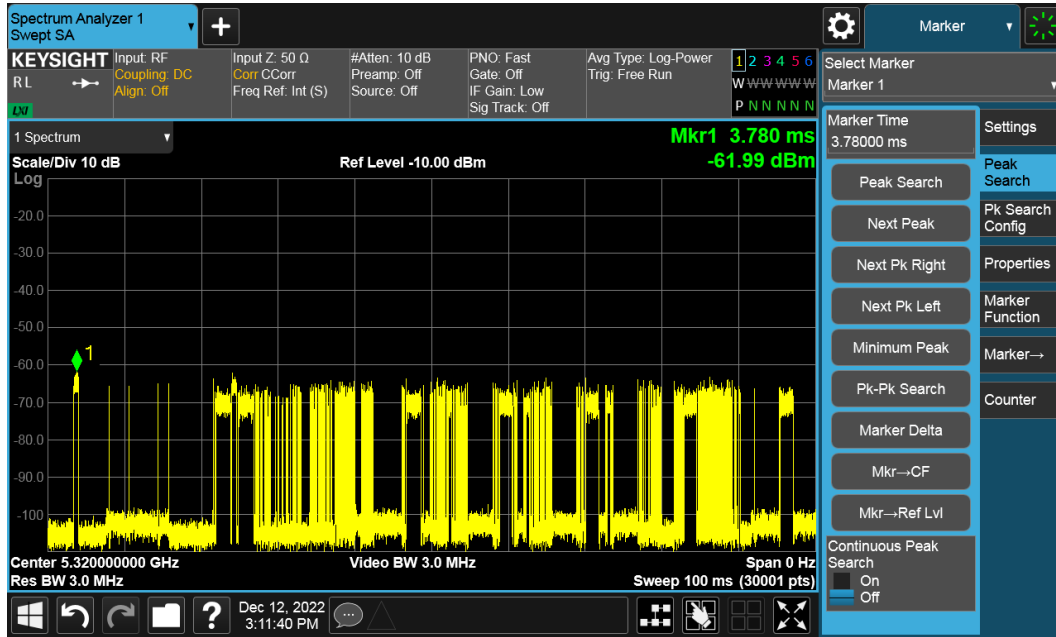 Spectrum Analyzer 1
Swept SA
Marker
KEYSIGHT
R L
LXI
Input: RF
Coupling: DC
Align: Off
Input Z: 50 Ω
Corr CCorr
Freq Ref: Int (S)
#Atten: 10 dB
Preamp: Off
Source: Off
PNO: Fast
Gate: Off
IF Gain: Low
Sig Track: Off
Avg Type: Log-Power
Trig: Free Run
1 2 3 4 5 6
W W W W W W
P N N N N N
Select Marker
Marker 1
1 Spectrum
Mkr1 3.780 ms
-61.99 dBm
Scale/Div 10 dB
Ref Level -10.00 dBm
Log
-20.0
-30.0
-40.0
-50.0
-60.0
-70.0
-80.0
-90.0
-100
1
Center 5.320000000 GHz
Video BW 3.0 MHz
Span 0 Hz
Res BW 3.0 MHz
Sweep 100 ms (30001 pts)
Marker Time
3.78000 ms
Peak Search
Next Peak
Next Pk Right
Next Pk Left
Minimum Peak
Pk-Pk Search
Marker Delta
Mkr→CF
Mkr→Ref Lvl
Continuous Peak
Search
On
Off
Settings
Peak
Search
Pk Search
Config
Properties
Marker
Function
Marker→
Counter
?
Dec 12, 2022
3:11:40 PM